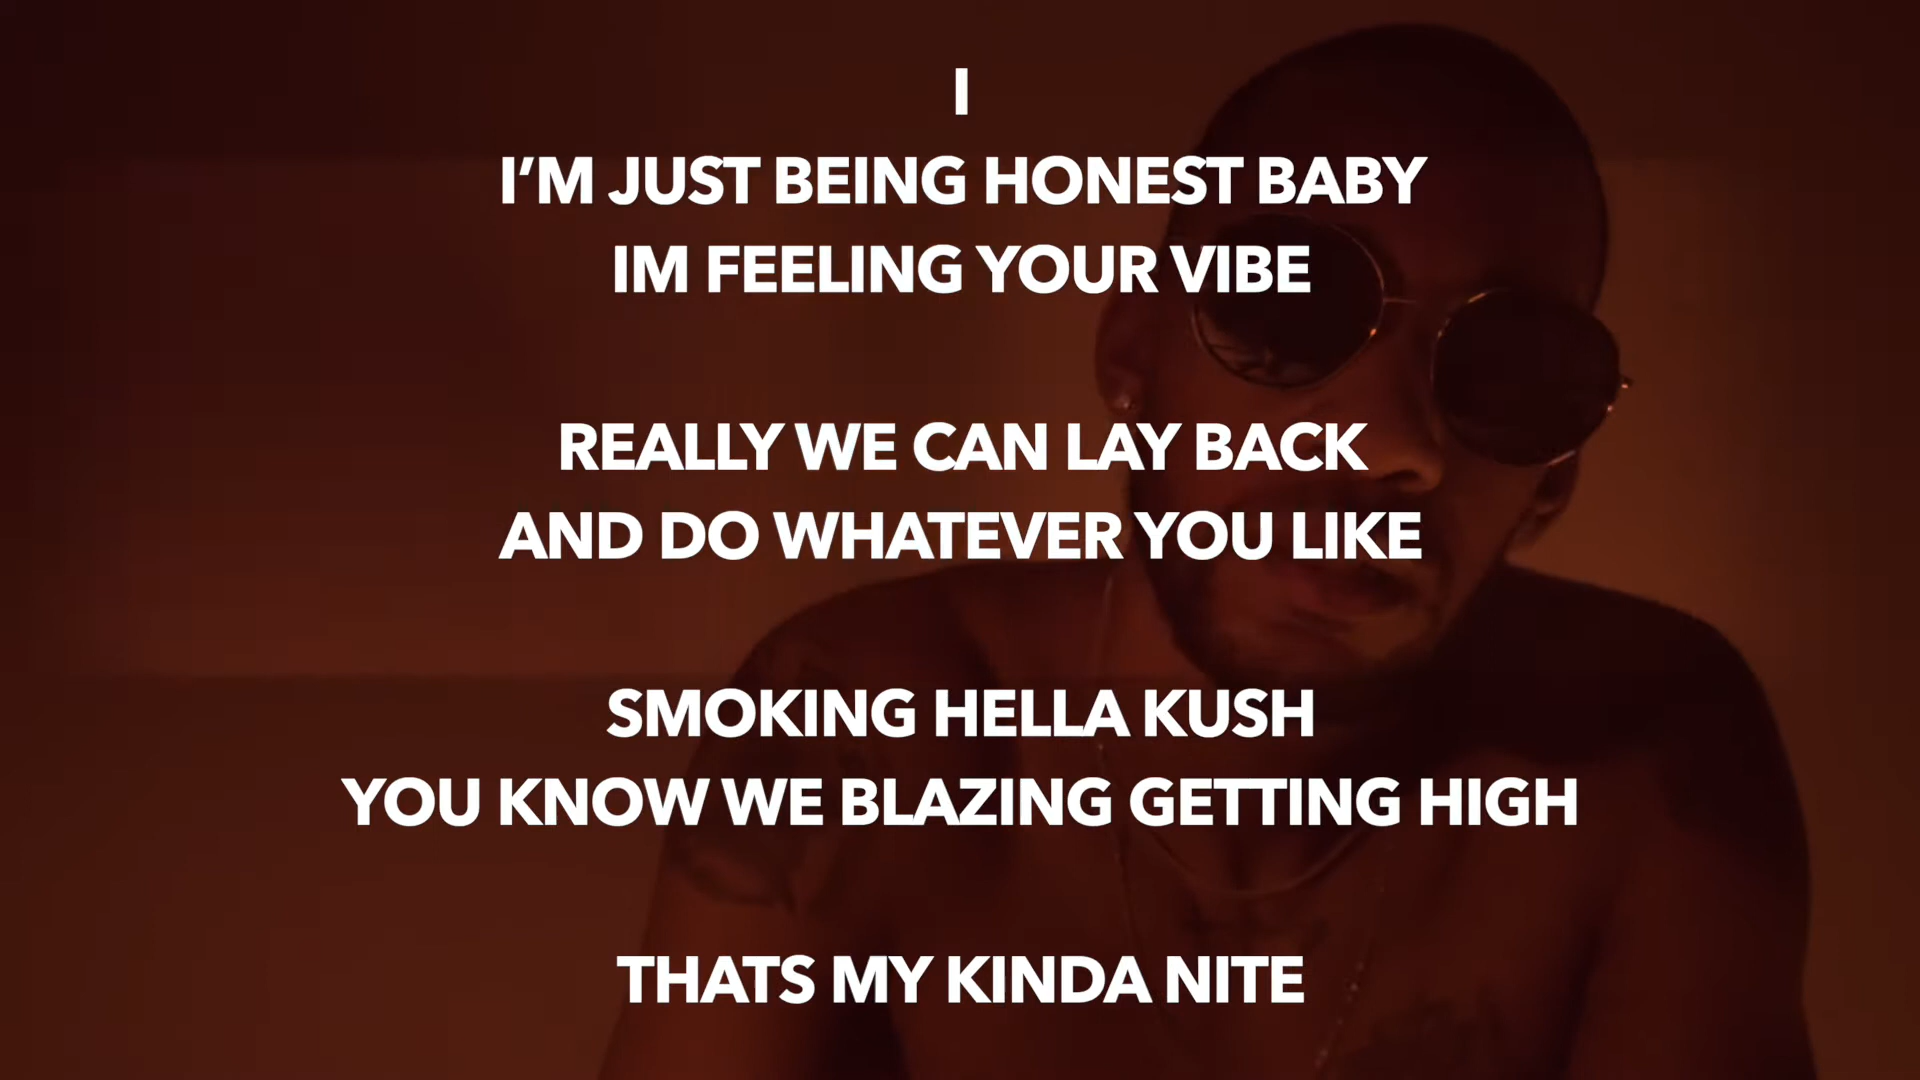 I
I'M JUST BEING HONEST BABY
IM FEELING YOUR VIBE
REALLY WE CAN LAY BACK
AND DO WHATEVER YOU LIKE
SMOKING HELLA KUSH
YOU KNOW WE BLAZING GETTING HIGH
THATS MY KINDA NITE